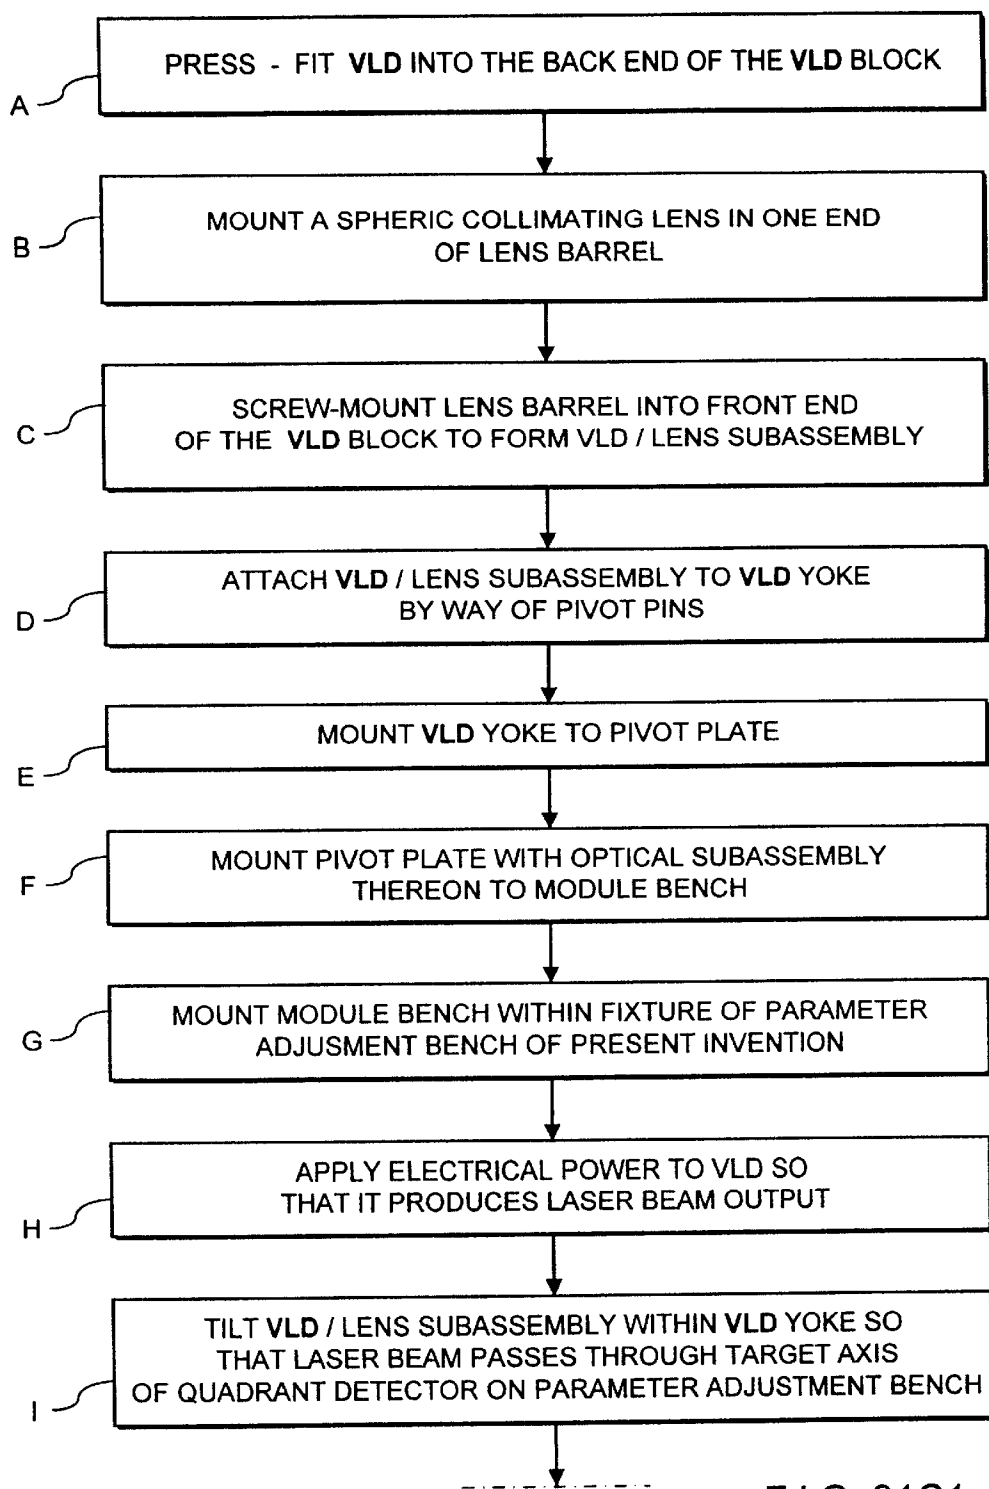 PRESS - FIT VLD INTO THE BACK END OF THE VLD BLOCK
A
MOUNT A SPHERIC COLLIMATING LENS IN ONE END
OF LENS BARREL
B
SCREW-MOUNT LENS BARREL INTO FRONT END
OF THE VLD BLOCK TO FORM VLD / LENS SUBASSEMBLY
C
ATTACH VLD / LENS SUBASSEMBLY TO VLD YOKE
BY WAY OF PIVOT PINS
D
MOUNT VLD YOKE TO PIVOT PLATE
E
MOUNT PIVOT PLATE WITH OPTICAL SUBASSEMBLY
THEREON TO MODULE BENCH
F
MOUNT MODULE BENCH WITHIN FIXTURE OF PARAMETER
ADJUSMENT BENCH OF PRESENT INVENTION
G
APPLY ELECTRICAL POWER TO VLD SO
THAT IT PRODUCES LASER BEAM OUTPUT
H
TILT VLD / LENS SUBASSEMBLY WITHIN VLD YOKE SO
THAT LASER BEAM PASSES THROUGH TARGET AXIS
OF QUADRANT DETECTOR ON PARAMETER ADJUSTMENT BENCH
I